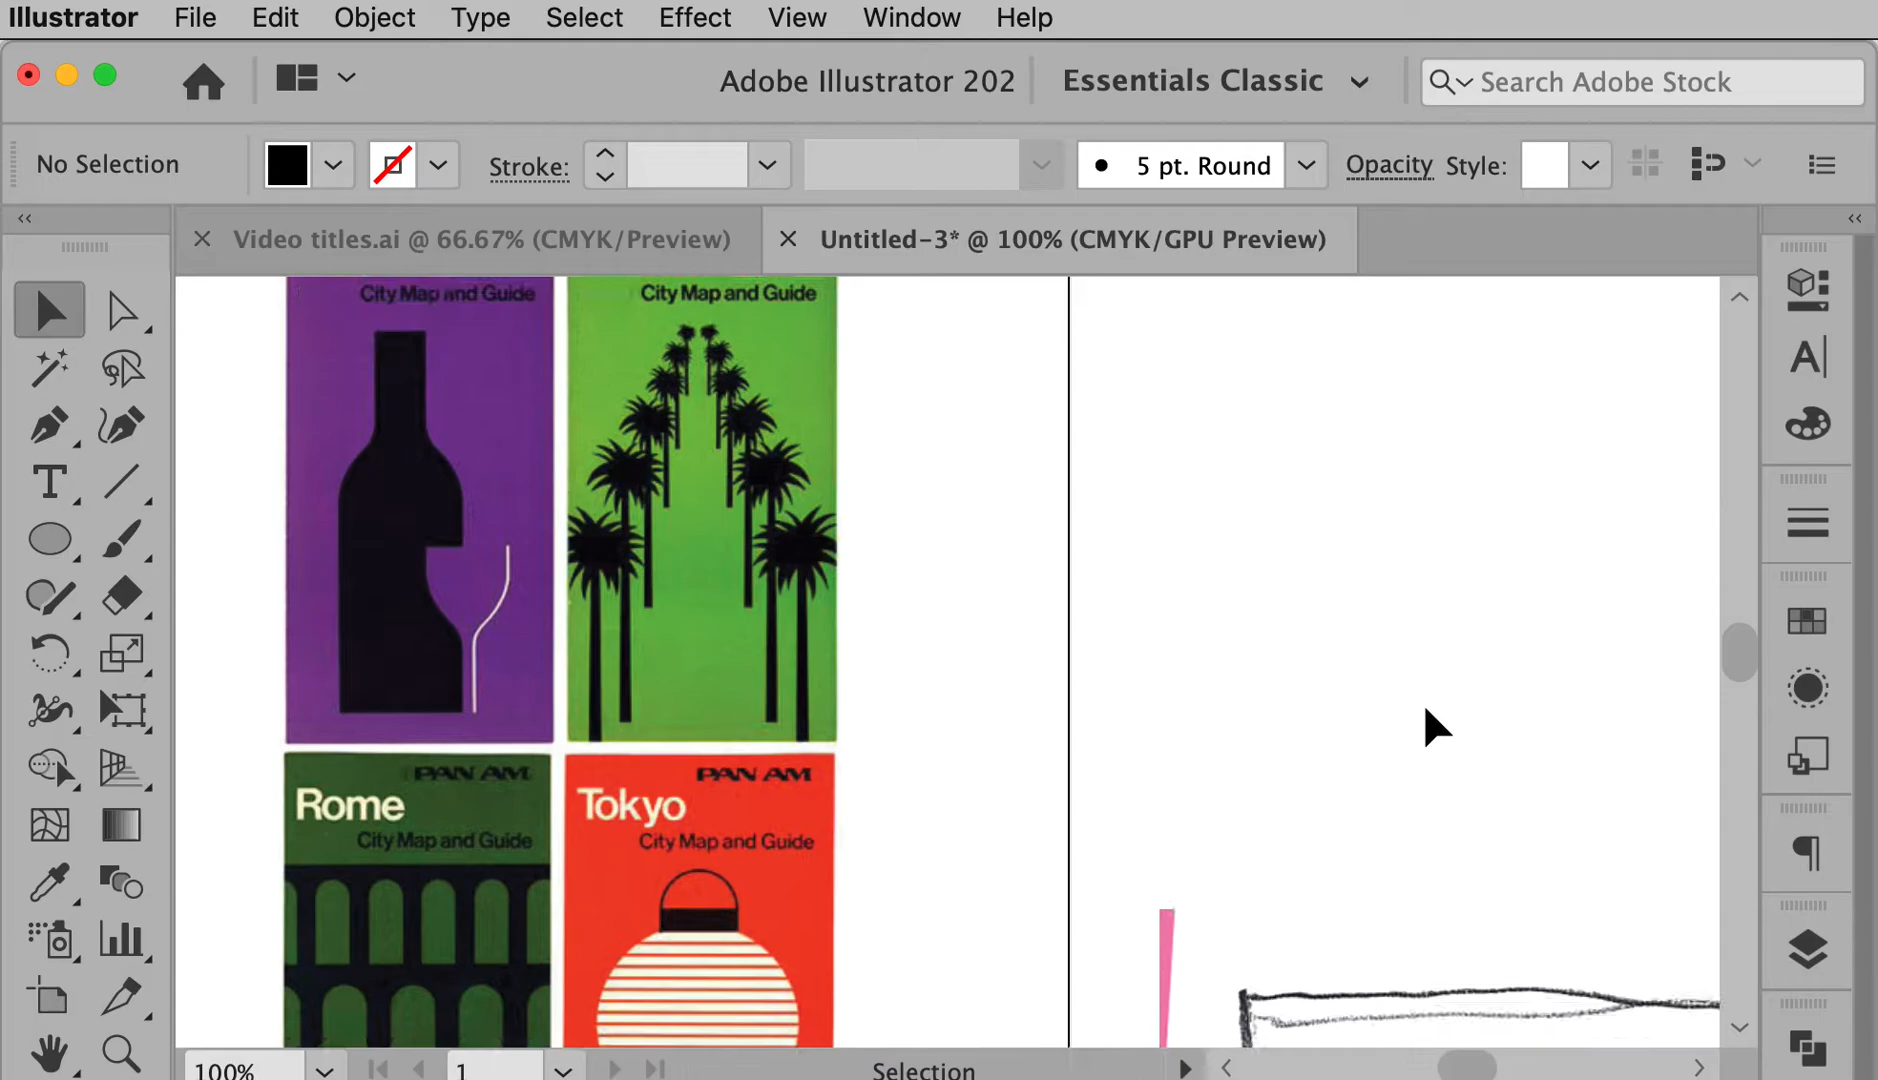 Illustrator File Edit Object Type Select Effect View Window Help
Adobe Illustrator 202 Essentials Classic Search Adobe Stock
No Selection Stroke: 5 pt. Round Opacity Style:
Video titles.ai @ 66.67% (CMYK/Preview) Untitled-3* @ 100% (CMYK/GPU Preview)
City Map and Guide City Map and Guide
PAN AM PAN AM
Rome Tokyo
City Map and Guide City Map and Guide
100% 1 Selection